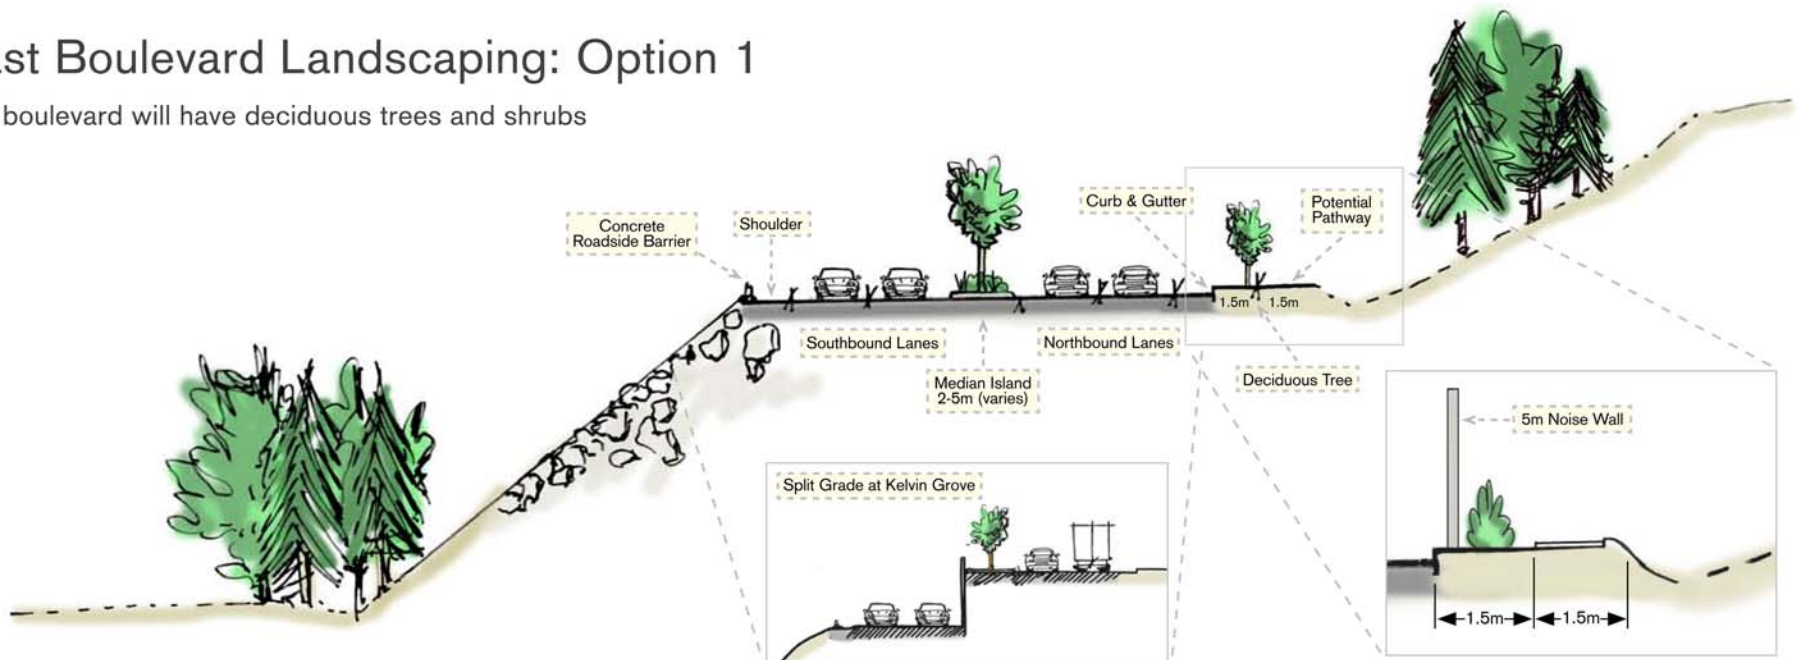 st Boulevard Landscaping: Option 1
boulevard will have deciduous trees and shrubs
Concrete
Roadside Barrier
Shoulder
Curb & Gutter
Potential
Pathway
1.5m
1.5m
Southbound Lanes
Northbound Lanes
Median Island
2-5m (varies)
Deciduous Tree
Split Grade at Kelvin Grove
5m Noise Wall
1.5m
1.5m